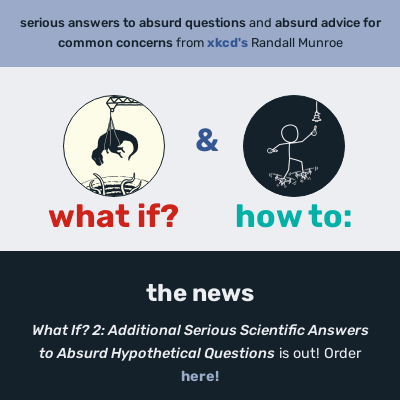 serious answers to absurd questions and absurd advice for
common concerns from xkcd's Randall Munroe
&
what if? how to:
the news
What If? 2: Additional Serious Scientific Answers
to Absurd Hypothetical Questions is out! Order
here!